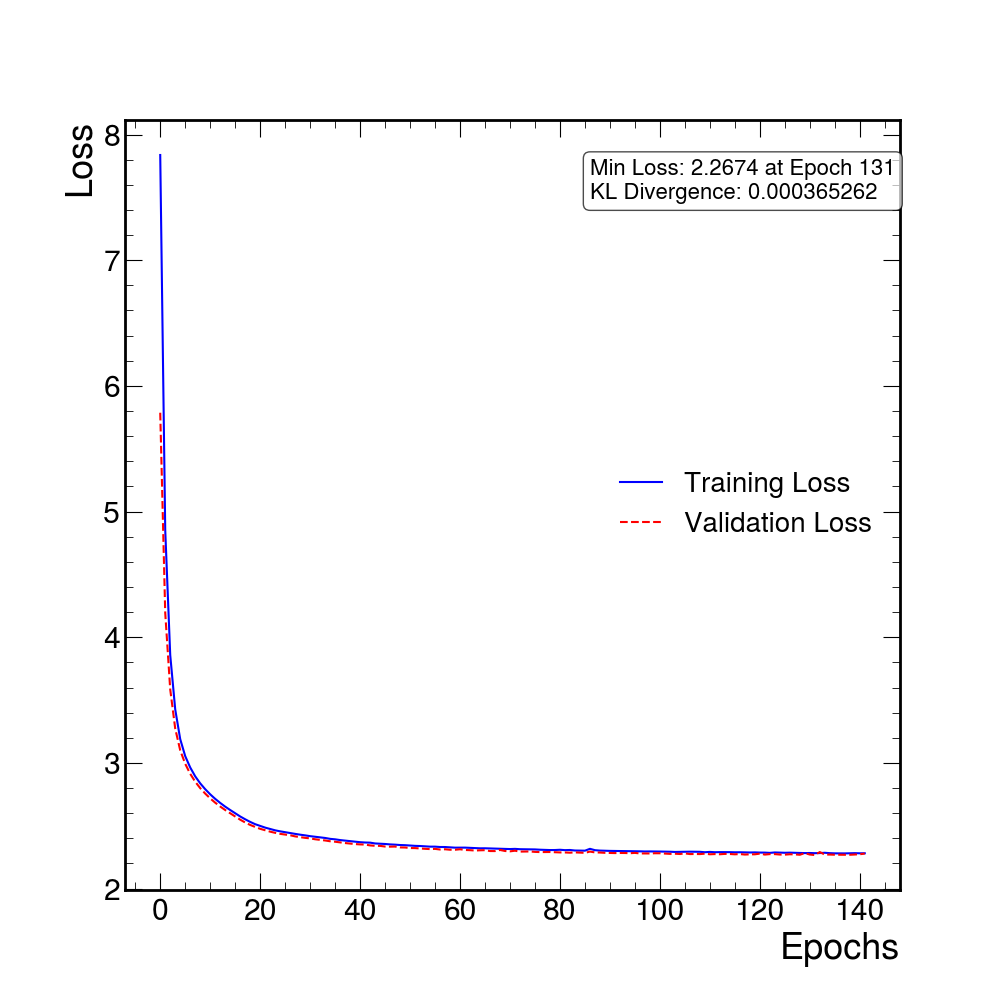 Loss
8
7
6
5
4
3
2
Min Loss: 2.2674 at Epoch 131
KL Divergence: 0.000365262
Training Loss
Validation Loss
0 20 40 60 80 100 120 140
Epochs